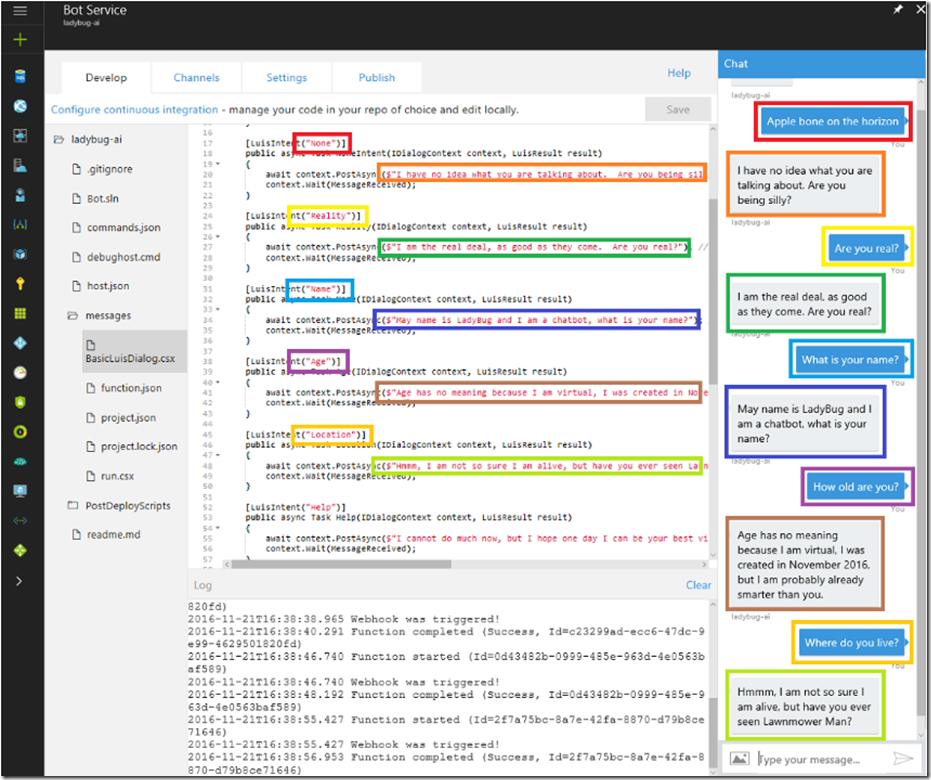 Bot Service
ladybug-ai
Develop
Channels
Settings
Publish
Help
Configure continuous integration - manage your code in your repo of choice and edit locally.
Save
ladybug-ai
.gitignore
Bot.sln
commands.json
debughost.cmd
host.json
messages
BasicLuisDialog.csx
function.json
project.json
project.lock.json
run.csx
PostDeployScripts
readme.md
16
17 [LuisIntent("None")]
18 public async Task NoneIntent(IDialogContext context, LuisResult result)
19 {
20 await context.PostAsync($"I have no idea what you are talking about.  Are you being sil
21 context.Wait(MessageReceived);
22 }
23
24 [LuisIntent("Reality")]
25 public async Task Reality(IDialogContext context, LuisResult result)
26 {
27 await context.PostAsync($"I am the real deal, as good as they come.  Are you real?"); //
28 context.Wait(MessageReceived);
29 }
30
31 [LuisIntent("Name")]
32 public async Task Name(IDialogContext context, LuisResult result)
33 {
34 await context.PostAsync($"May name is LadyBug and I am a chatbot, what is your name?");
35 context.Wait(MessageReceived);
36 }
37
38 [LuisIntent("Age")]
39 public async Task Age(IDialogContext context, LuisResult result)
40 {
41 await context.PostAsync($"Age has no meaning because I am virtual, I was created in Nove
42 context.Wait(MessageReceived);
43 }
44
45 [LuisIntent("Location")]
46 public async Task Location(IDialogContext context, LuisResult result)
47 {
48 await context.PostAsync($"Hmmm, I am not so sure I am alive, but have you ever seen Lawn
49 context.Wait(MessageReceived);
50 }
51
52 [LuisIntent("Help")]
53 public async Task Help(IDialogContext context, LuisResult result)
54 {
55 await context.PostAsync($"I cannot do much now, but I hope one day I can be your best vi
56 context.Wait(MessageReceived);
57 }
Log
Clear
820fd)
2016-11-21T16:38:38.965 Webhook was triggered!
2016-11-21T16:38:40.291 Function completed (Success, Id=c23299ad-ecc6-47dc-9
e99-4629501820fd)
2016-11-21T16:38:46.740 Function started (Id=0d43482b-0999-485e-963d-4e0563b
af589)
2016-11-21T16:38:46.740 Webhook was triggered!
2016-11-21T16:38:48.192 Function completed (Success, Id=0d43482b-0999-485e-9
63d-4e0563baf589)
2016-11-21T16:38:55.427 Function started (Id=2f7a75bc-8a7e-42fa-8870-d79b8ce
71646)
2016-11-21T16:38:55.427 Webhook was triggered!
2016-11-21T16:38:56.953 Function completed (Success, Id=2f7a75bc-8a7e-42fa-8
870-d79b8ce71646)
Chat
ladybug-ai
Apple bone on the horizon
You
I have no idea what you are
talking about. Are you
being silly?
ladybug-ai
Are you real?
You
I am the real deal, as good
as they come. Are you real?
ladybug-ai
What is your name?
You
May name is LadyBug and I
am a chatbot, what is your
name?
ladybug-ai
How old are you?
You
Age has no meaning
because I am virtual, I was
created in November 2016,
but I am probably already
smarter than you.
ladybug-ai
Where do you live?
You
Hmmm, I am not so sure I
am alive, but have you ever
seen Lawnmower Man?
Type your message...